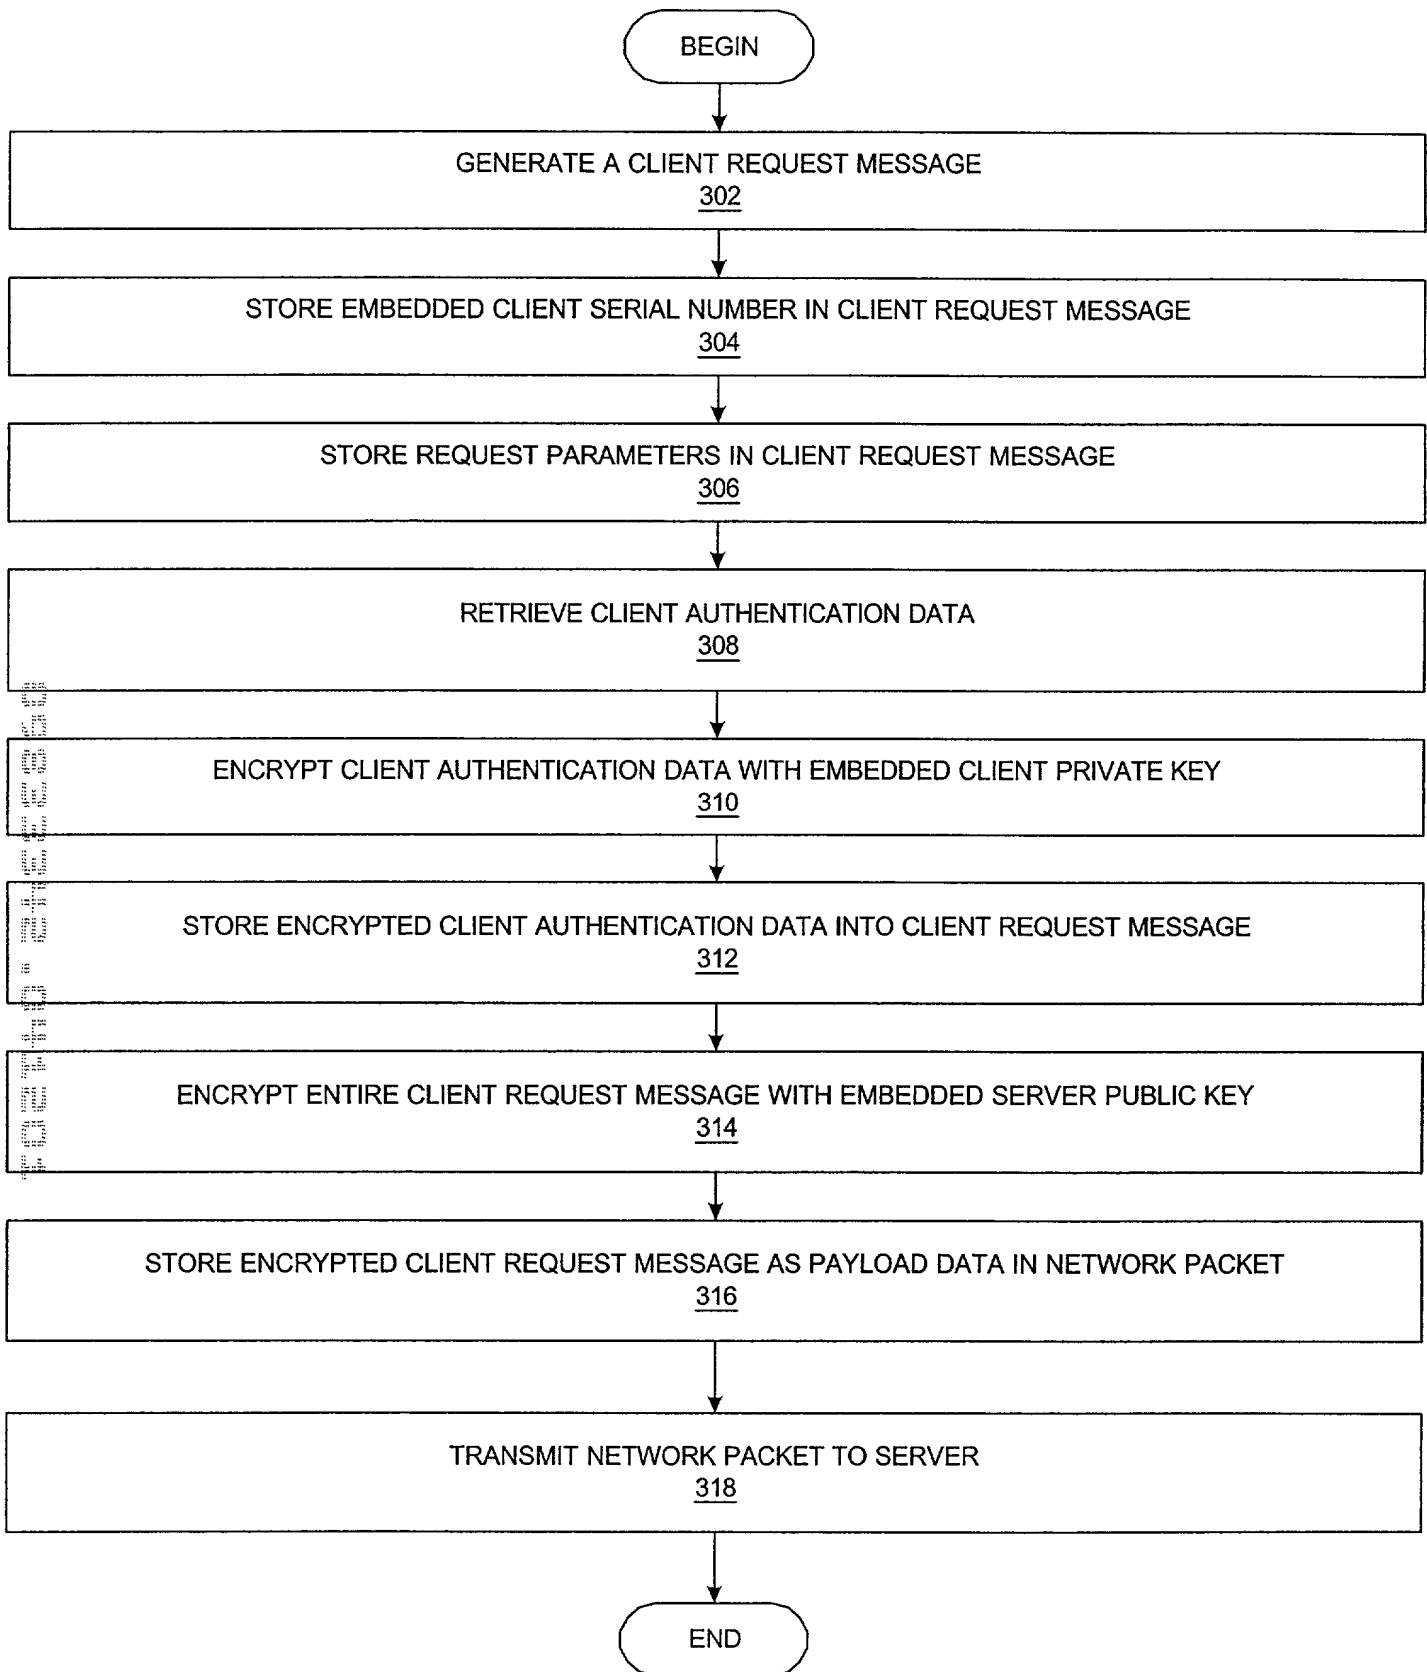 BEGIN
GENERATE A CLIENT REQUEST MESSAGE
302
STORE EMBEDDED CLIENT SERIAL NUMBER IN CLIENT REQUEST MESSAGE
304
STORE REQUEST PARAMETERS IN CLIENT REQUEST MESSAGE
306
RETRIEVE CLIENT AUTHENTICATION DATA
308
ENCRYPT CLIENT AUTHENTICATION DATA WITH EMBEDDED CLIENT PRIVATE KEY
310
STORE ENCRYPTED CLIENT AUTHENTICATION DATA INTO CLIENT REQUEST MESSAGE
312
ENCRYPT ENTIRE CLIENT REQUEST MESSAGE WITH EMBEDDED SERVER PUBLIC KEY
314
STORE ENCRYPTED CLIENT REQUEST MESSAGE AS PAYLOAD DATA IN NETWORK PACKET
316
TRANSMIT NETWORK PACKET TO SERVER
318
END